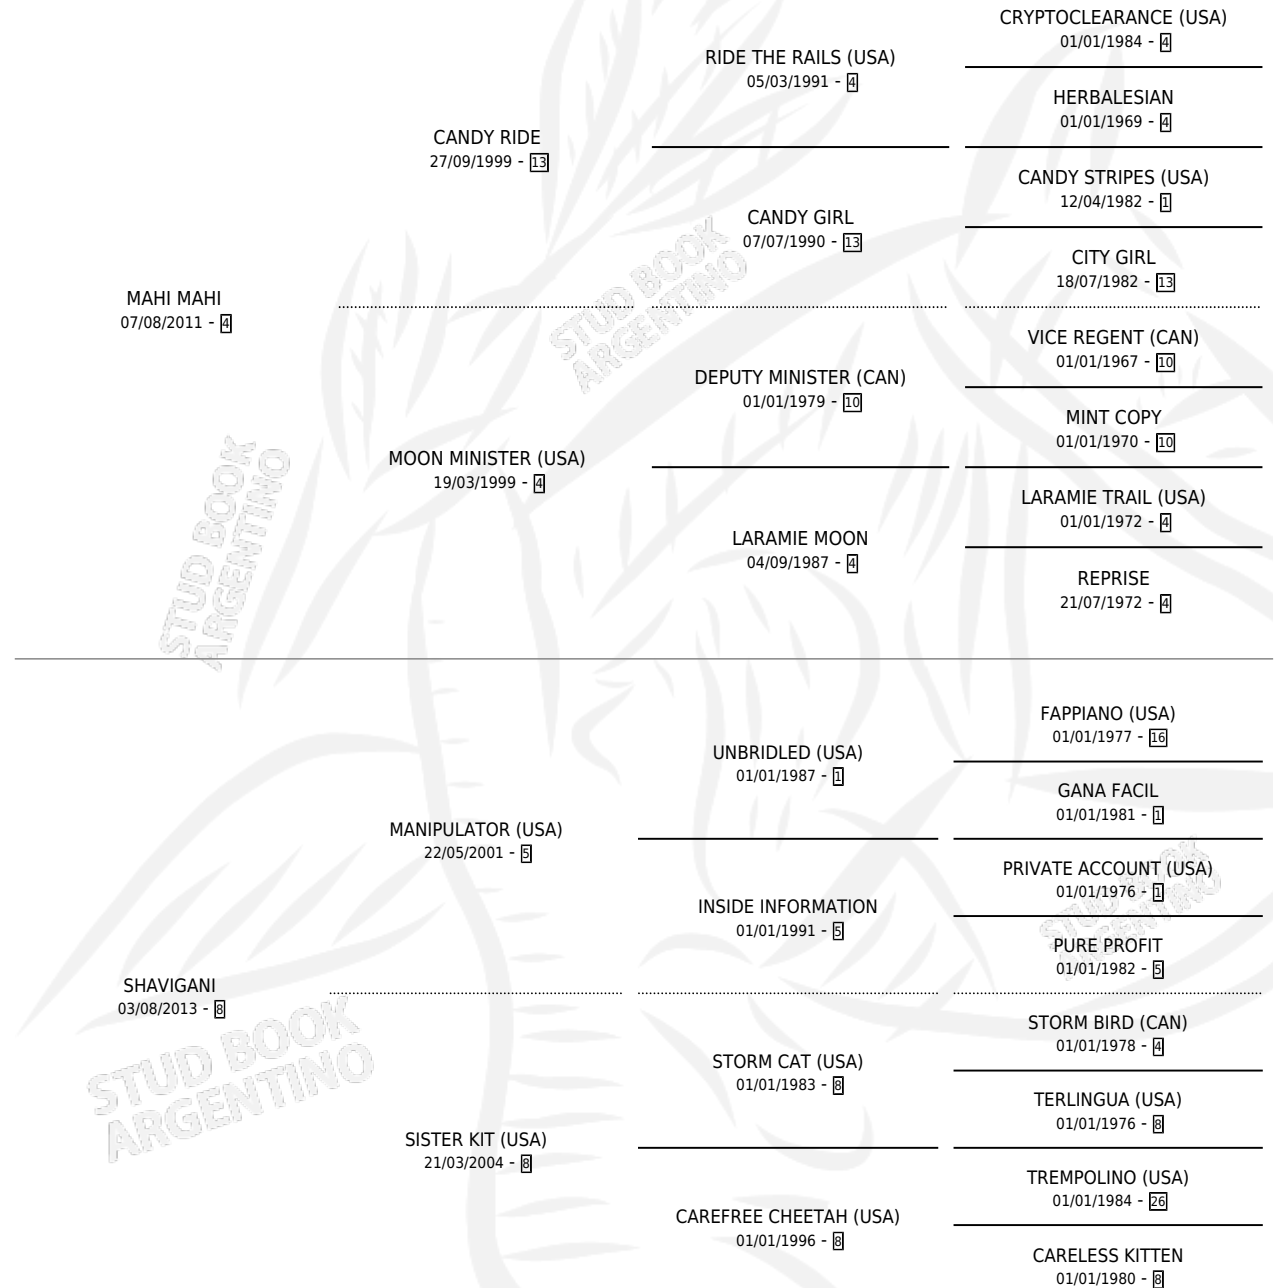 CRYPTOCLEARANCE (USA)
01/01/1984 - 4
RIDE THE RAILS (USA)
05/03/1991 - 4
HERBALESIAN
01/01/1969 - 4
CANDY RIDE
27/09/1999 - 13
CANDY STRIPES (USA)
12/04/1982 - 1
CANDY GIRL
07/07/1990 - 13
CITY GIRL
18/07/1982 - 13
MAHI MAHI
07/08/2011 - 4
VICE REGENT (CAN)
01/01/1967 - 10
DEPUTY MINISTER (CAN)
01/01/1979 - 10
MINT COPY
01/01/1970 - 10
MOON MINISTER (USA)
19/03/1999 - 4
LARAMIE TRAIL (USA)
01/01/1972 - 4
LARAMIE MOON
04/09/1987 - 4
REPRISE
21/07/1972 - 4
STUD BOOK
ARGENTINO
STUD BOOK
ARGENTINO
FAPPIANO (USA)
01/01/1977 - 16
UNBRIDLED (USA)
01/01/1987 - 1
GANA FACIL
01/01/1981 - 1
MANIPULATOR (USA)
22/05/2001 - 5
PRIVATE ACCOUNT (USA)
01/01/1976 - 1
INSIDE INFORMATION
01/01/1991 - 5
PURE PROFIT
01/01/1982 - 5
SHAVIGANI
03/08/2013 - 8
STORM BIRD (CAN)
01/01/1978 - 4
STORM CAT (USA)
01/01/1983 - 8
TERLINGUA (USA)
01/01/1976 - 8
SISTER KIT (USA)
21/03/2004 - 8
TREMPOLINO (USA)
01/01/1984 - 26
CAREFREE CHEETAH (USA)
01/01/1996 - 8
CARELESS KITTEN
01/01/1980 - 8
STUD BOOK
ARGENTINO
STUD BOOK
ARGENTINO